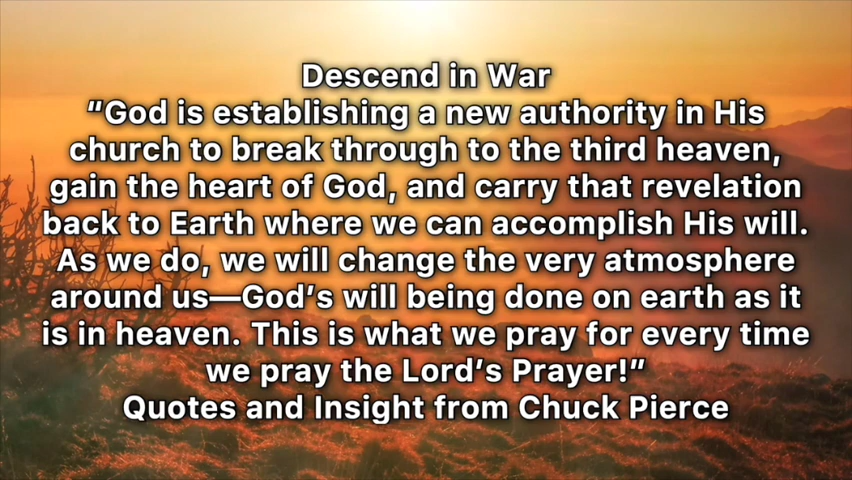 Descend in War
“God is establishing a new authority in His
church to break through to the third heaven,
gain the heart of God, and carry that revelation
back to Earth where we can accomplish His will.
As we do, we will change the very atmosphere
around us—God’s will being done on earth as it
is in heaven. This is what we pray for every time
we pray the Lord’s Prayer!”
Quotes and Insight from Chuck Pierce